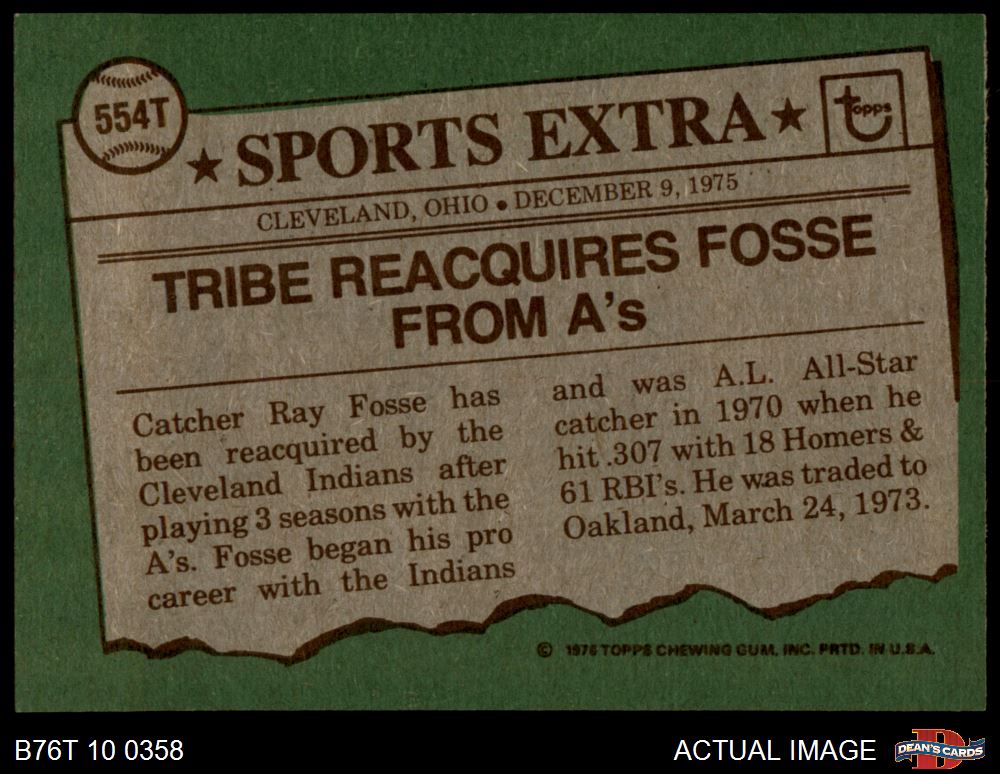 554T
★ SPORTS EXTRA ★
topps
CLEVELAND, OHIO • DECEMBER 9, 1975
TRIBE REACQUIRES FOSSE
FROM A's
Catcher Ray Fosse has
been reacquired by the
Cleveland Indians after
playing 3 seasons with the
A's. Fosse began his pro
career with the Indians
and was A.L. All-Star
catcher in 1970 when he
hit .307 with 18 Homers &
61 RBI's. He was traded to
Oakland, March 24, 1973.
© 1976 TOPPS CHEWING GUM, INC. PRTD. IN U.S.A.
B76T 10 0358
ACTUAL IMAGE
DEAN'S CARDS